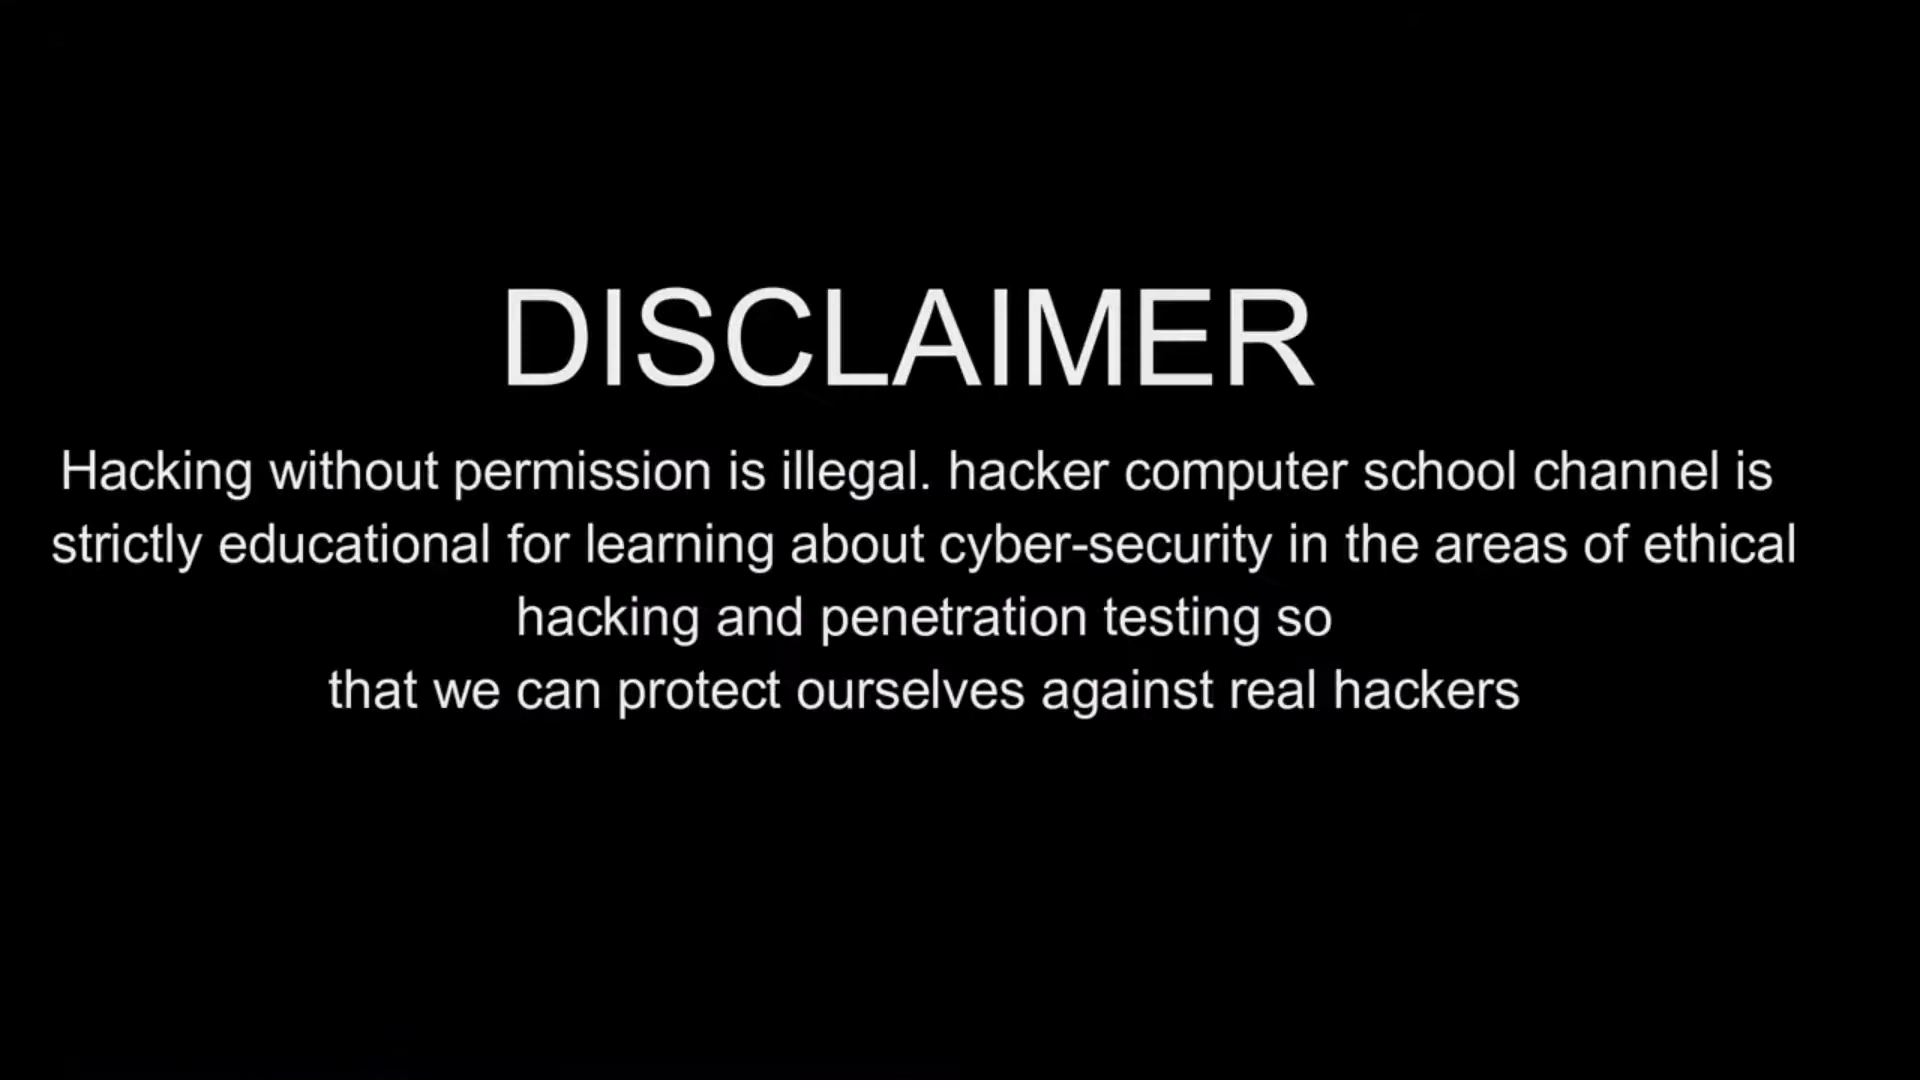 DISCLAIMER
Hacking without permission is illegal. hacker computer school channel is
strictly educational for learning about cyber-security in the areas of ethical
hacking and penetration testing so
that we can protect ourselves against real hackers